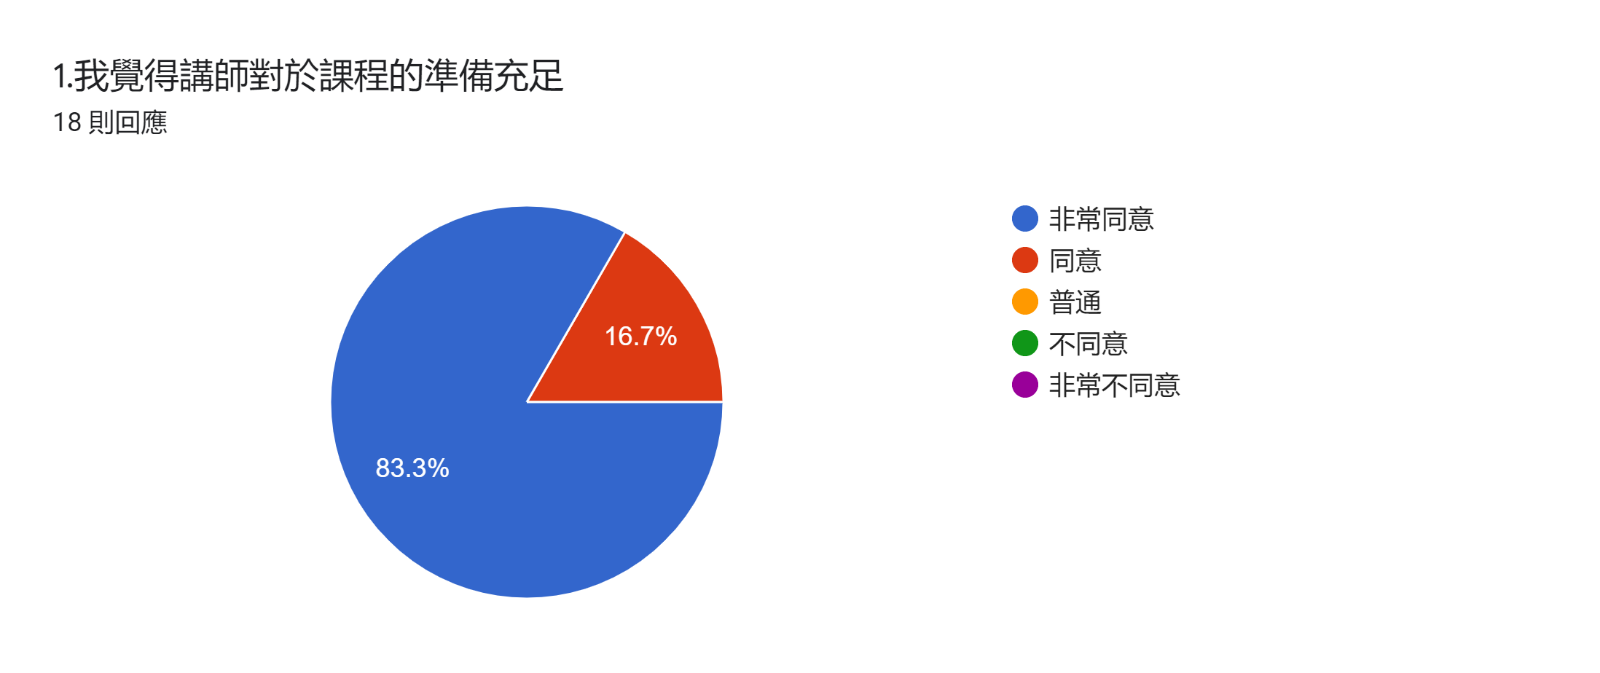 1.我覺得講師對於課程的準備充足
18 則回應
非常同意
同意
普通
不同意
非常不同意
16.7%
83.3%